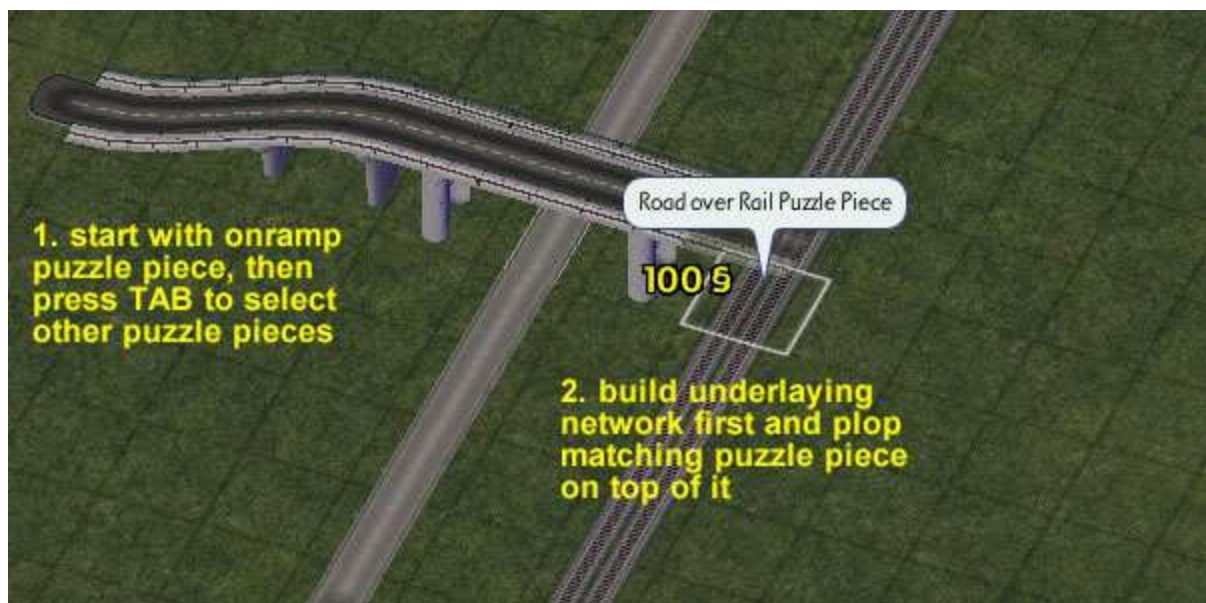 Road over Rail Puzzle Piece
1. start with onramp
puzzle piece, then
press TAB to select
other puzzle pieces
100 §
2. build underlaying
network first and plop
matching puzzle piece
on top of it